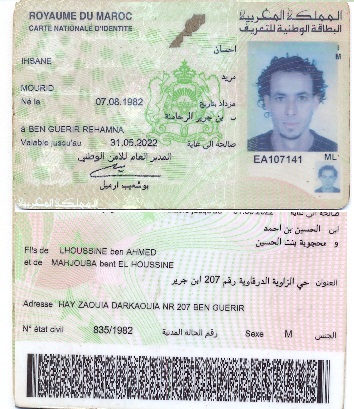 ROYAUME DU MAROC
المملكة المغربية
CARTE NATIONALE D'IDENTITE
البطاقة الوطنية للتعريف
احسان
IHSANE
مريد
MOURID
Né le 07.08.1982 مزداد بتاريخ
ب بن جرير الرحامنة
à BEN GUERIR REHAMNA
Valable jusqu'au 31.05.2022 صالحة الى غاية
المدير العام للأمن الوطني
EA107141
بوشعيب ارميل
المملكة المغربية
صالحة الى غاية
ابن الحسين بن احمد
Fils de LHOUSSINE ben AHMED
و محجوبة بنت الحسين
et de MAHJOUBA bent EL HOUSSINE
العنوان حي الزاوية الدرقاوية رقم 207 ابن جرير
Adresse HAY ZAOUIA DARKAOUIA NR 207 BEN GUERIR
N° état civil 835/1982 رقم الحالة المدنية Sexe M الجنس